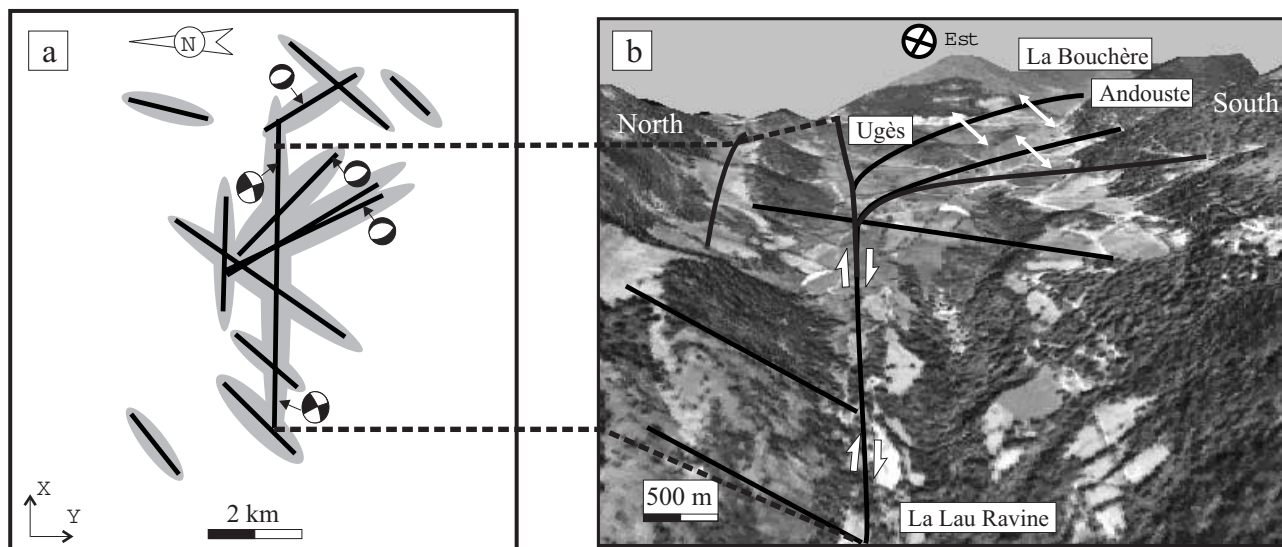 a
N
X
Y
2 km
b
Est
La Bouchère
Andouste
South
North
Ugès
500 m
La Lau Ravine